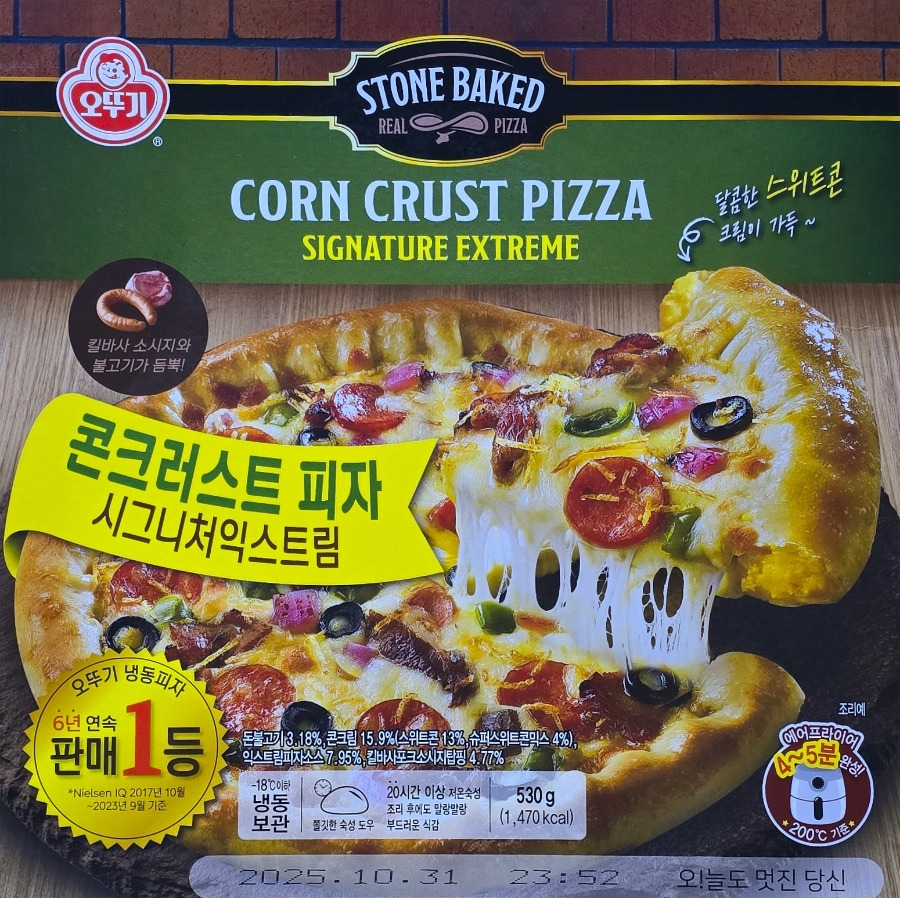 오뚜기
®
STONE BAKED
REAL PIZZA
CORN CRUST PIZZA
SIGNATURE EXTREME
달콤한 스위트콘
크림이 가득~
킬바사 소시지와
불고기가 듬뿍!
콘크러스트 피자
시그니처익스트림
오뚜기 냉동피자
6년 연속
판매 1등
*Nielsen IQ 2017년 10월
~2023년 9월 기준
돈불고기 3.18%, 콘크림 15.9%(스위트콘 13%, 슈퍼스위트콘믹스 4%),
익스트림피자소스 7.95%, 킬바사포크소시지탑핑 4.77%
-18℃이하
냉동
보관
쫄깃한 숙성 도우
20시간 이상 저온숙성
조리 후에도 말랑말랑
부드러운 식감
530 g
(1,470 kcal)
조리예
에어프라이어
4~5분 완성!
200℃ 기준
2025.10.31 23:52 오늘도 멋진 당신